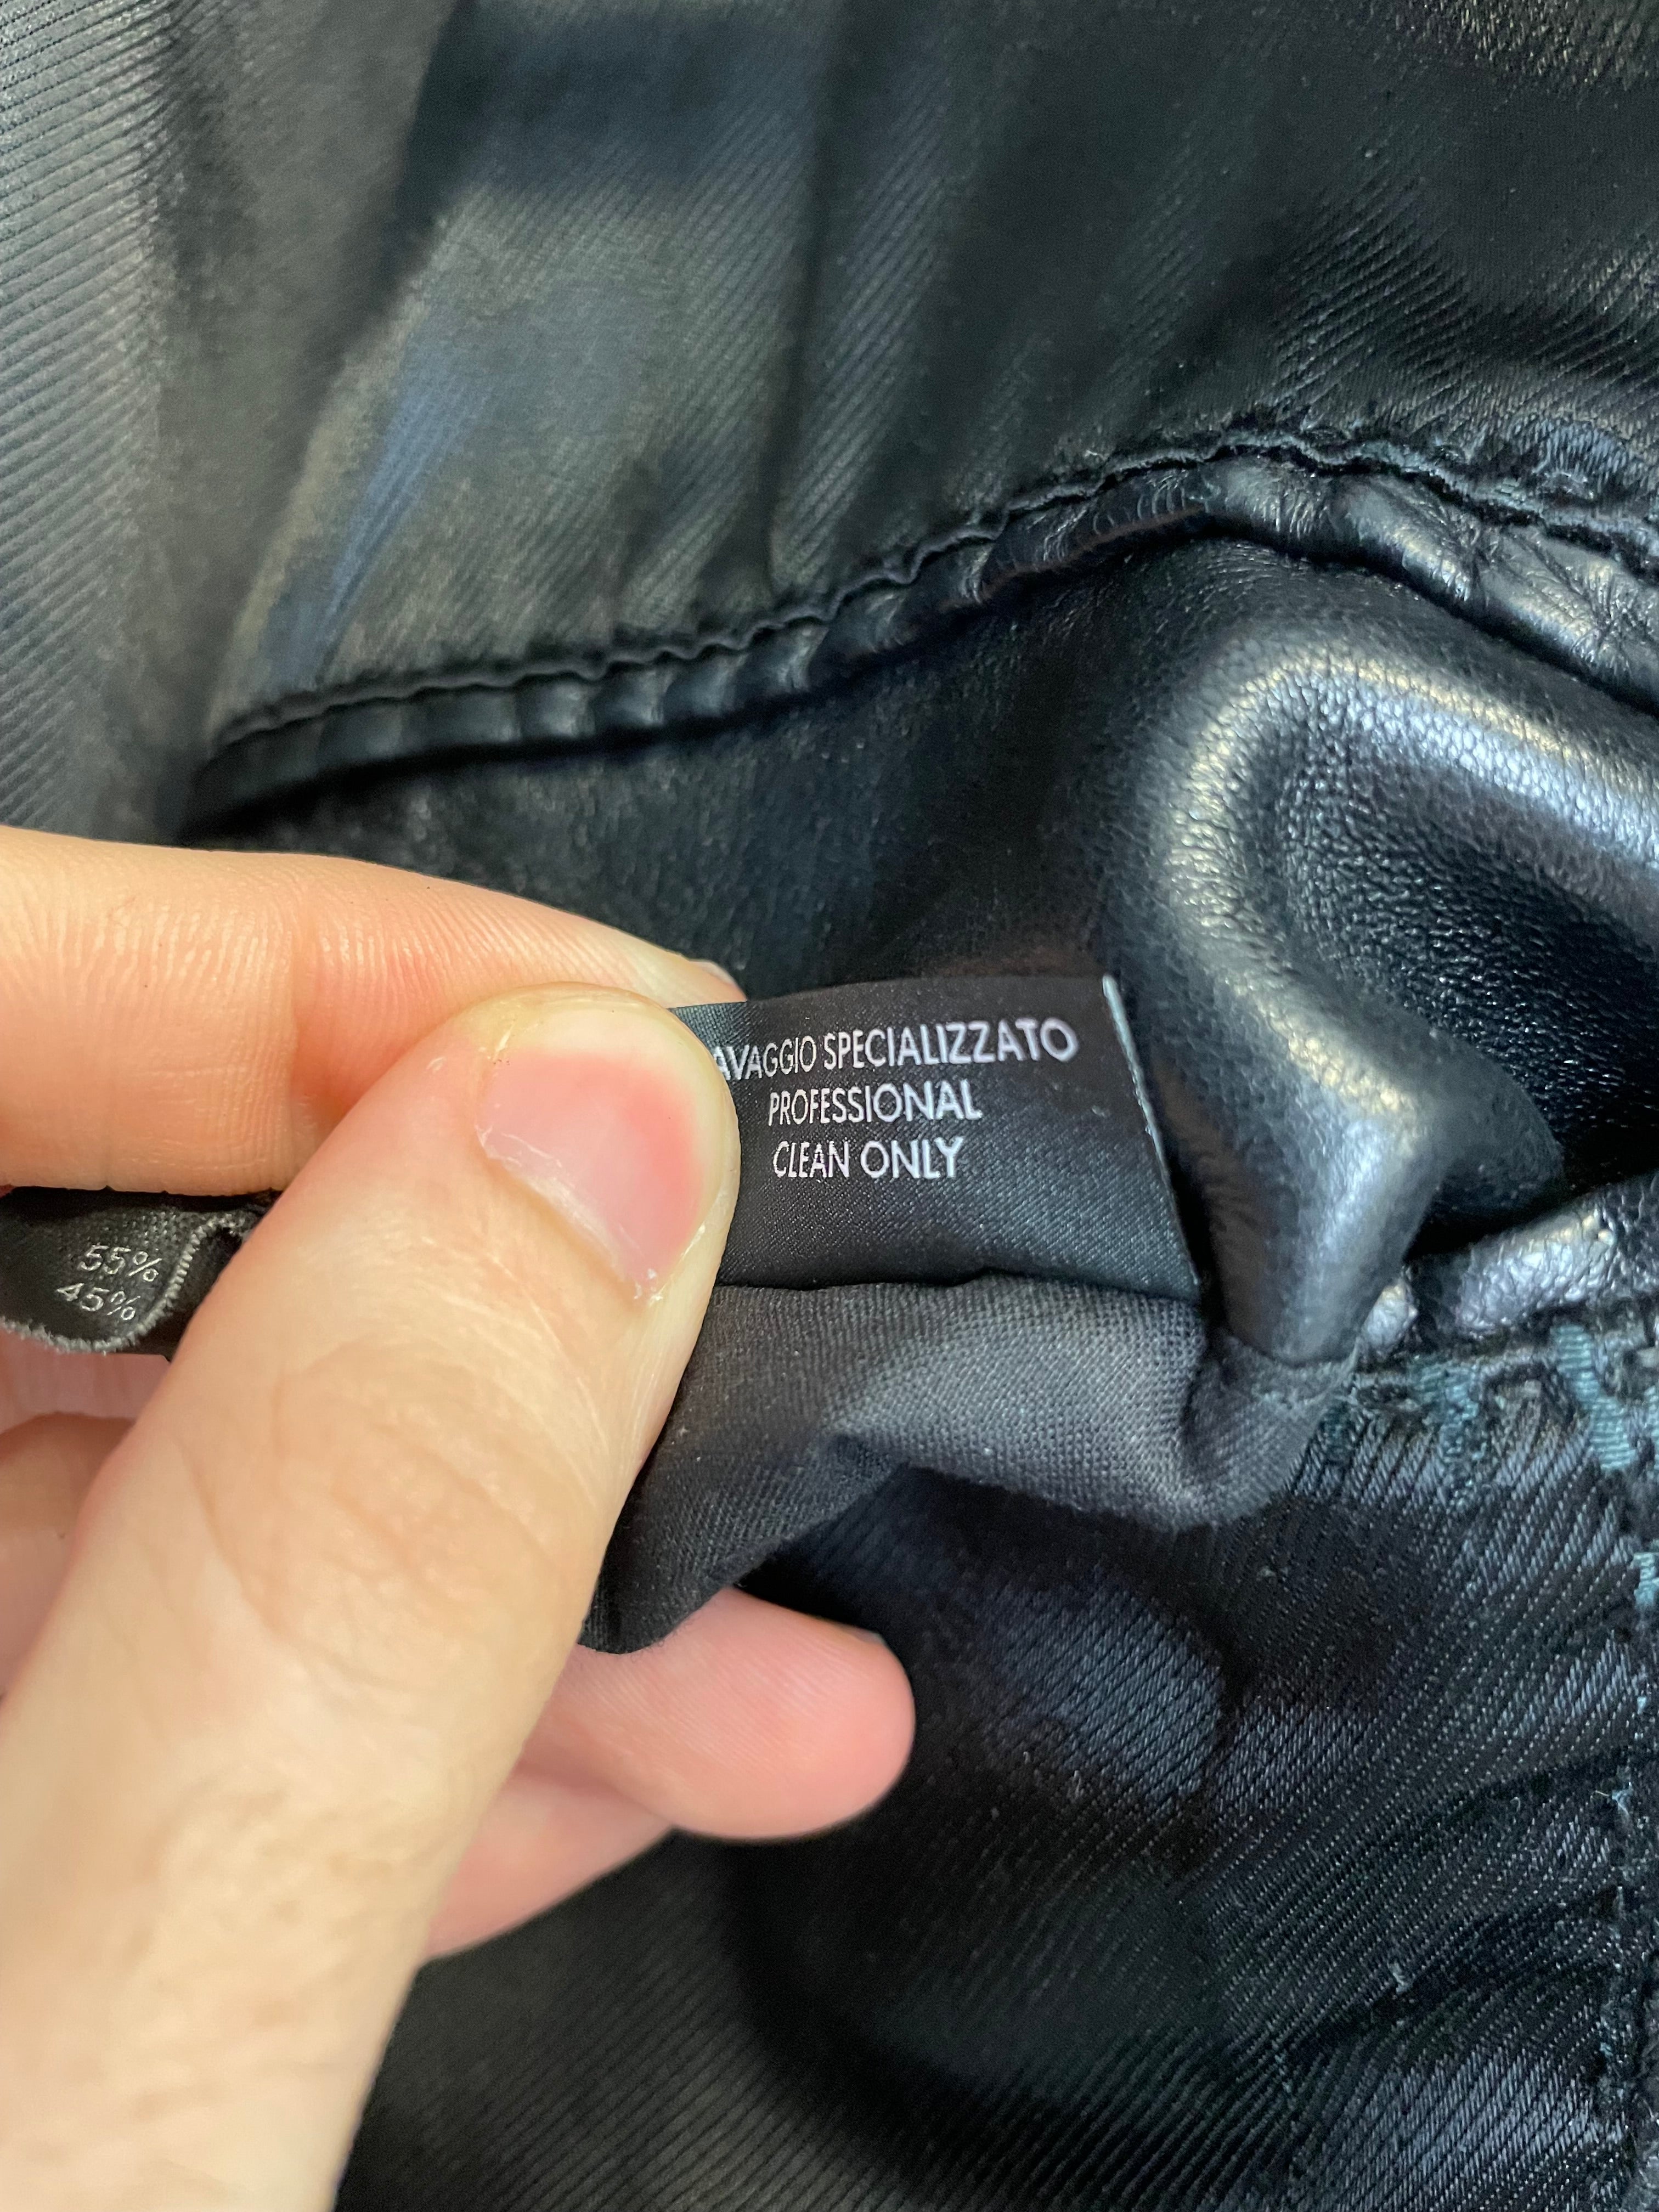 AVAGGIO SPECIALIZZATO
PROFESSIONAL
CLEAN ONLY
55%
45%